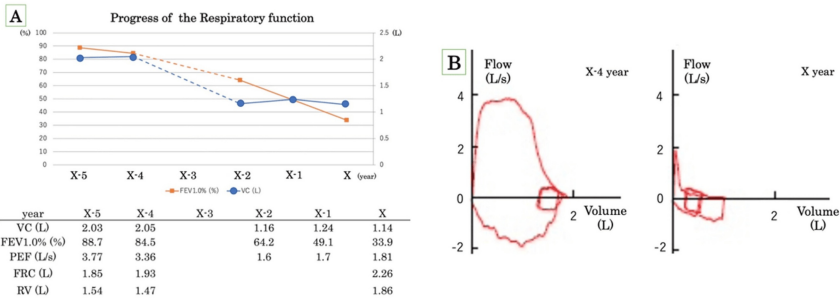 A
Progress of the Respiratory function
(%)
(L)
100
90
80
70
60
50
40
30
20
10
0
2.5
2
1.5
1
0.5
0
X-5 X-4 X-3 X-2 X-1 X (year)
FEV1.0% (%) VC (L)
year X-5 X-4 X-3 X-2 X-1 X
VC (L) 2.03 2.05 1.16 1.24 1.14
FEV1.0% (%) 88.7 84.5 64.2 49.1 33.9
PEF (L/s) 3.77 3.36 1.6 1.7 1.81
FRC (L) 1.85 1.93 2.26
RV (L) 1.54 1.47 1.86
B
Flow
(L/s)
X-4 year
4
2
0
-2
2
Volume
(L)
Flow
(L/s)
X year
4
2
0
-2
2
Volume
(L)